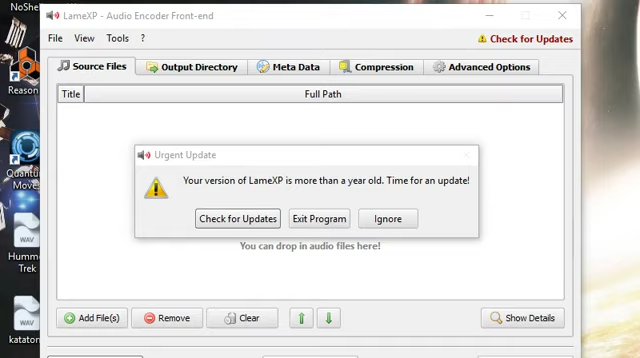 NoShe
LameXP - Audio Encoder Front-end
File View Tools ?
Check for Updates
Source Files Output Directory Meta Data Compression Advanced Options
Title Full Path
Reason
Urgent Update
Your version of LameXP is more than a year old. Time for an update!
Check for Updates Exit Program Ignore
You can drop in audio files here!
Quantu
Moves
WAV
Humm
Trek
WAV
katator
Add File(s) Remove Clear Show Details